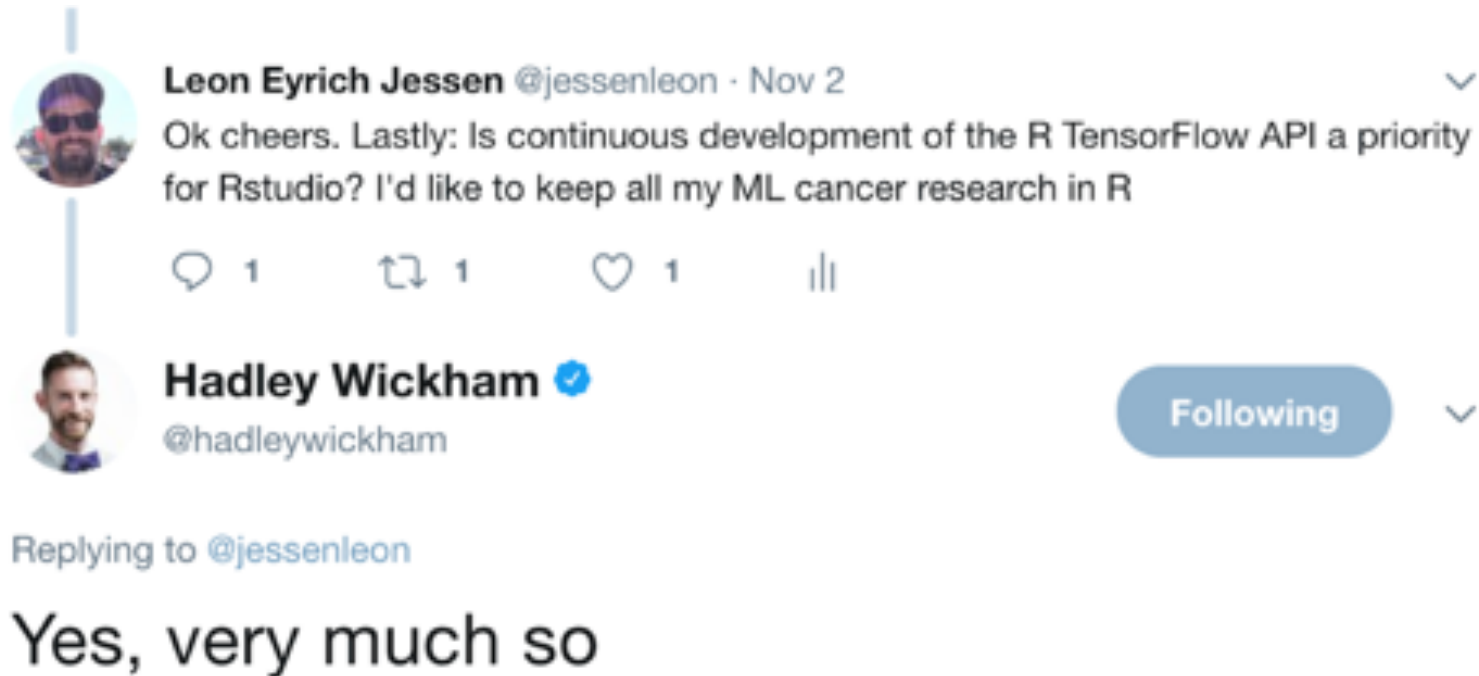 Leon Eyrich Jessen @jessenleon · Nov 2
Ok cheers. Lastly: Is continuous development of the R TensorFlow API a priority
for Rstudio? I'd like to keep all my ML cancer research in R
1 1 1
Hadley Wickham
@hadleywickham
Following
Replying to @jessenleon
Yes, very much so